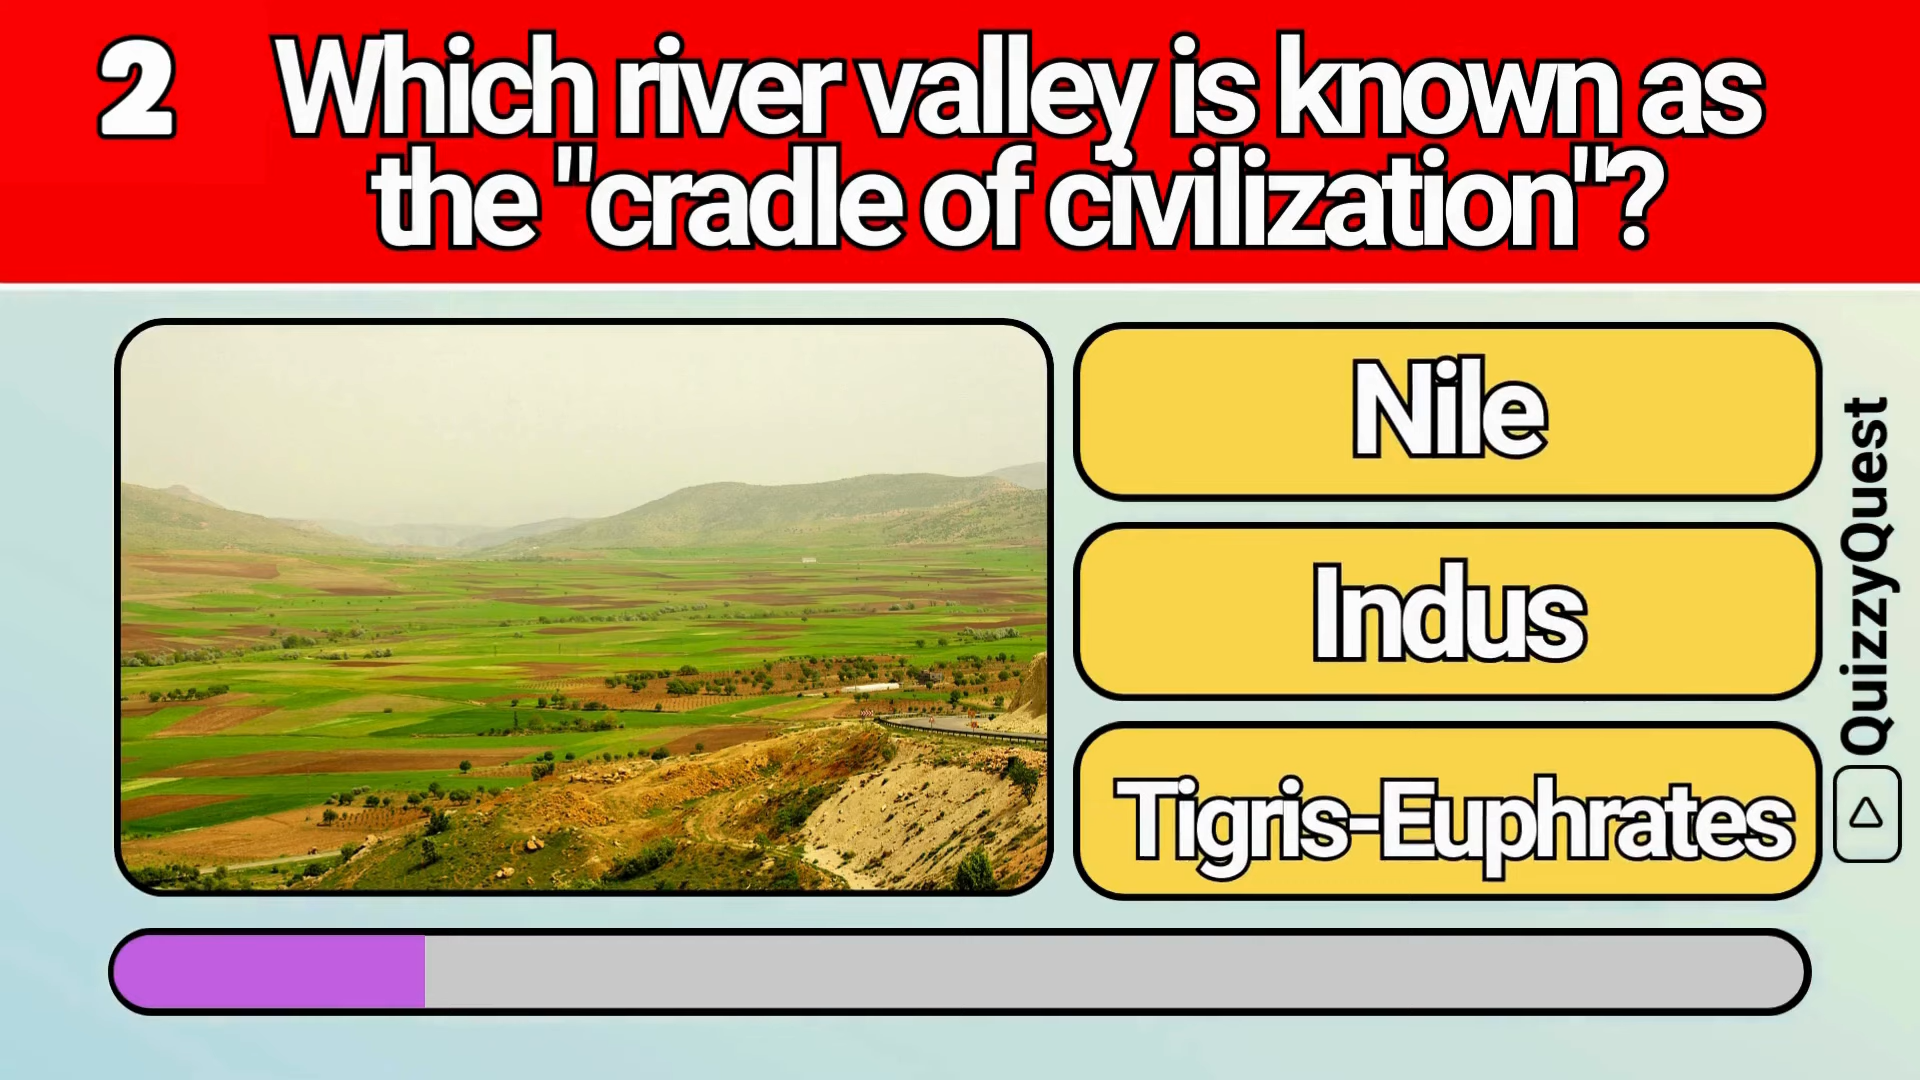 2
Which river valley is known as
the "cradle of civilization"?
Nile
Indus
Tigris-Euphrates
QuizzyQuest